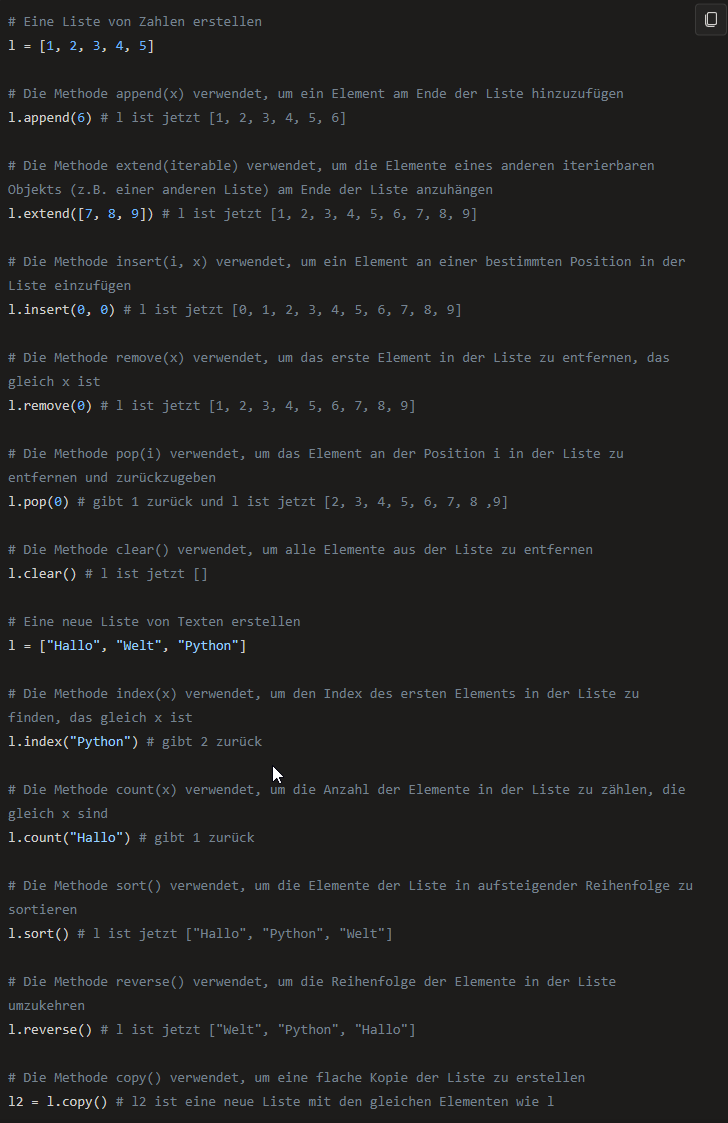 # Eine Liste von Zahlen erstellen
l = [1, 2, 3, 4, 5]
# Die Methode append(x) verwendet, um ein Element am Ende der Liste hinzuzufügen
l.append(6) # l ist jetzt [1, 2, 3, 4, 5, 6]
# Die Methode extend(iterable) verwendet, um die Elemente eines anderen iterierbaren
Objekts (z.B. einer anderen Liste) am Ende der Liste anzuhängen
l.extend([7, 8, 9]) # l ist jetzt [1, 2, 3, 4, 5, 6, 7, 8, 9]
# Die Methode insert(i, x) verwendet, um ein Element an einer bestimmten Position in der
Liste einzufügen
l.insert(0, 0) # l ist jetzt [0, 1, 2, 3, 4, 5, 6, 7, 8, 9]
# Die Methode remove(x) verwendet, um das erste Element in der Liste zu entfernen, das
gleich x ist
l.remove(0) # l ist jetzt [1, 2, 3, 4, 5, 6, 7, 8, 9]
# Die Methode pop(i) verwendet, um das Element an der Position i in der Liste zu
entfernen und zurückzugeben
l.pop(0) # gibt 1 zurück und l ist jetzt [2, 3, 4, 5, 6, 7, 8 ,9]
# Die Methode clear() verwendet, um alle Elemente aus der Liste zu entfernen
l.clear() # l ist jetzt []
# Eine neue Liste von Texten erstellen
l = ["Hallo", "Welt", "Python"]
# Die Methode index(x) verwendet, um den Index des ersten Elements in der Liste zu
finden, das gleich x ist
l.index("Python") # gibt 2 zurück
# Die Methode count(x) verwendet, um die Anzahl der Elemente in der Liste zu zählen, die
gleich x sind
l.count("Hallo") # gibt 1 zurück
# Die Methode sort() verwendet, um die Elemente der Liste in aufsteigender Reihenfolge zu
sortieren
l.sort() # l ist jetzt ["Hallo", "Python", "Welt"]
# Die Methode reverse() verwendet, um die Reihenfolge der Elemente in der Liste
umzukehren
l.reverse() # l ist jetzt ["Welt", "Python", "Hallo"]
# Die Methode copy() verwendet, um eine flache Kopie der Liste zu erstellen
l2 = l.copy() # l2 ist eine neue Liste mit den gleichen Elementen wie l